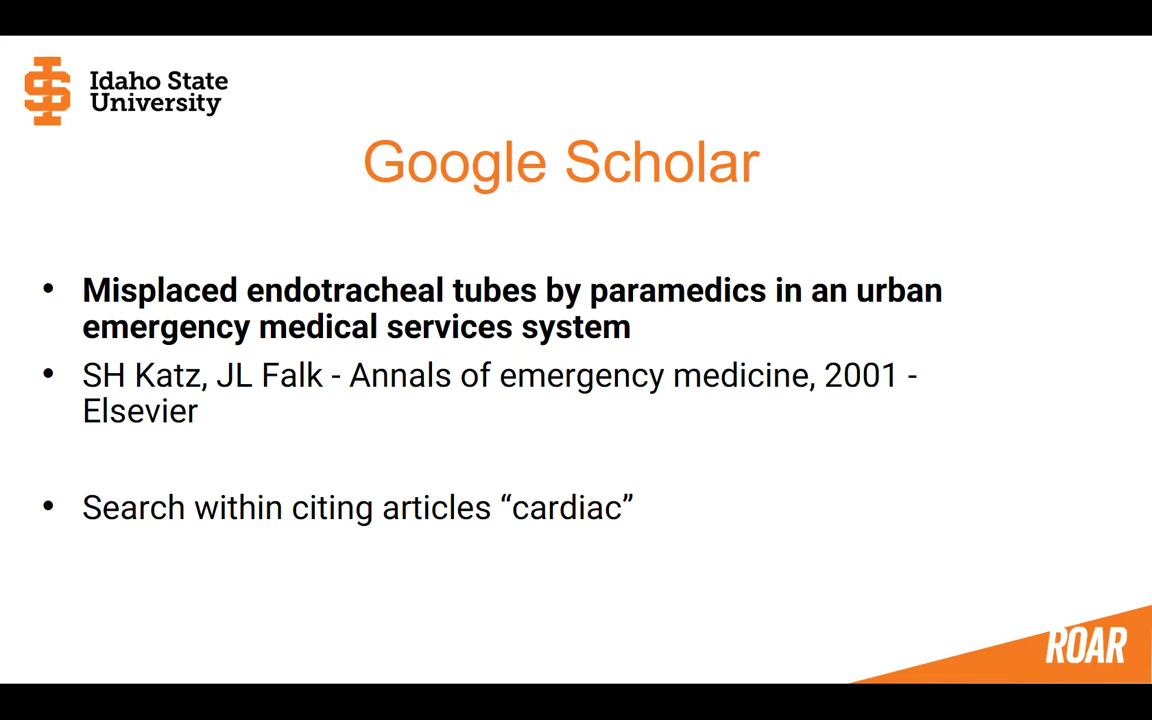 Idaho State
University
Google Scholar
• Misplaced endotracheal tubes by paramedics in an urban
emergency medical services system
• SH Katz, JL Falk - Annals of emergency medicine, 2001 -
Elsevier
• Search within citing articles “cardiac”
ROAR